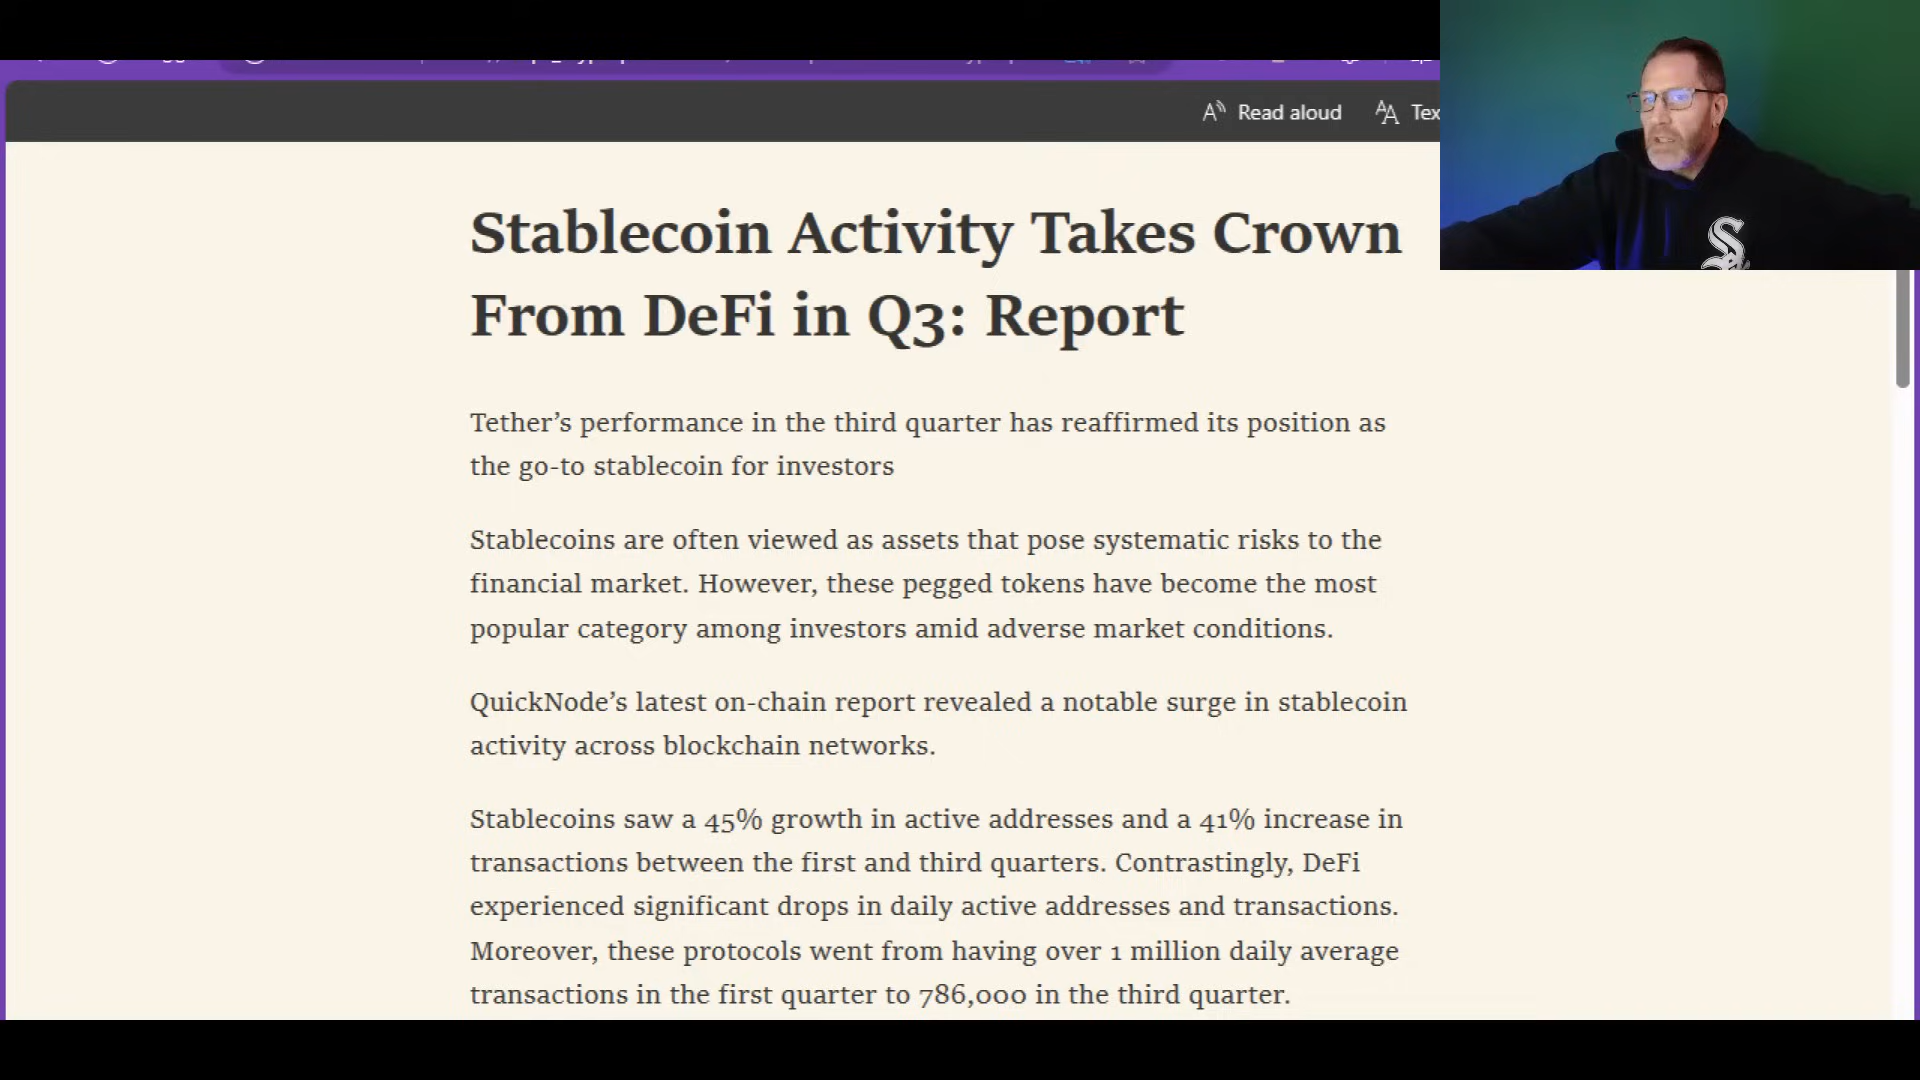 Read aloud
Tex
Stablecoin Activity Takes Crown
From DeFi in Q3: Report
Tether’s performance in the third quarter has reaffirmed its position as
the go-to stablecoin for investors
Stablecoins are often viewed as assets that pose systematic risks to the
financial market. However, these pegged tokens have become the most
popular category among investors amid adverse market conditions.
QuickNode’s latest on-chain report revealed a notable surge in stablecoin
activity across blockchain networks.
Stablecoins saw a 45% growth in active addresses and a 41% increase in
transactions between the first and third quarters. Contrastingly, DeFi
experienced significant drops in daily active addresses and transactions.
Moreover, these protocols went from having over 1 million daily average
transactions in the first quarter to 786,000 in the third quarter.